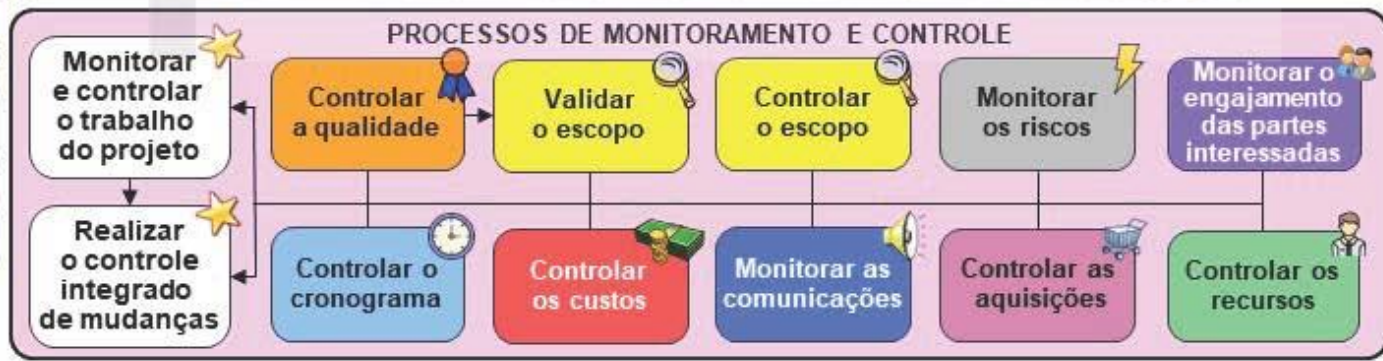 PROCESSOS DE MONITORAMENTO E CONTROLE
Monitorar
e controlar
o trabalho
do projeto
Controlar
a qualidade
Validar
o escopo
Controlar
o escopo
Monitorar
os riscos
Monitorar o
engajamento
das partes
interessadas
Realizar
o controle
integrado
de mudanças
Controlar o
cronograma
Controlar
os custos
Monitorar as
comunicações
Controlar as
aquisições
Controlar os
recursos